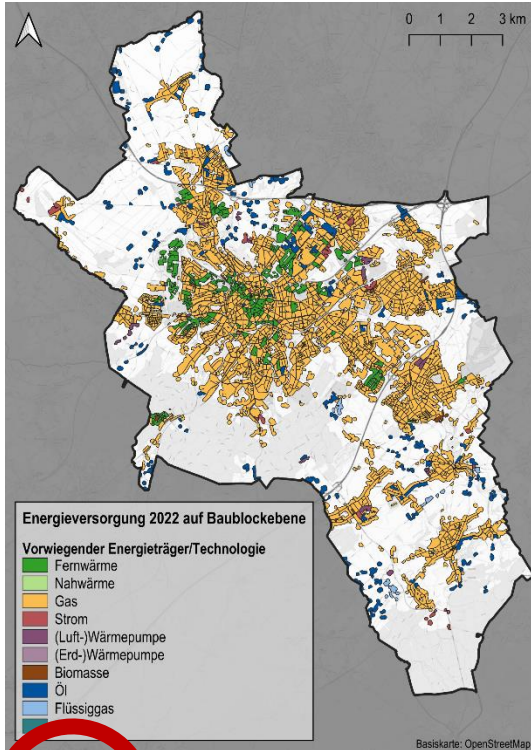 0 1 2 3 km
Energieversorgung 2022 auf Baublockebene
Vorwiegender Energieträger/Technologie
Fernwärme
Nahwärme
Gas
Strom
(Luft-)Wärmepumpe
(Erd-)Wärmepumpe
Biomasse
Öl
Flüssiggas
Basiskarte: OpenStreetMap